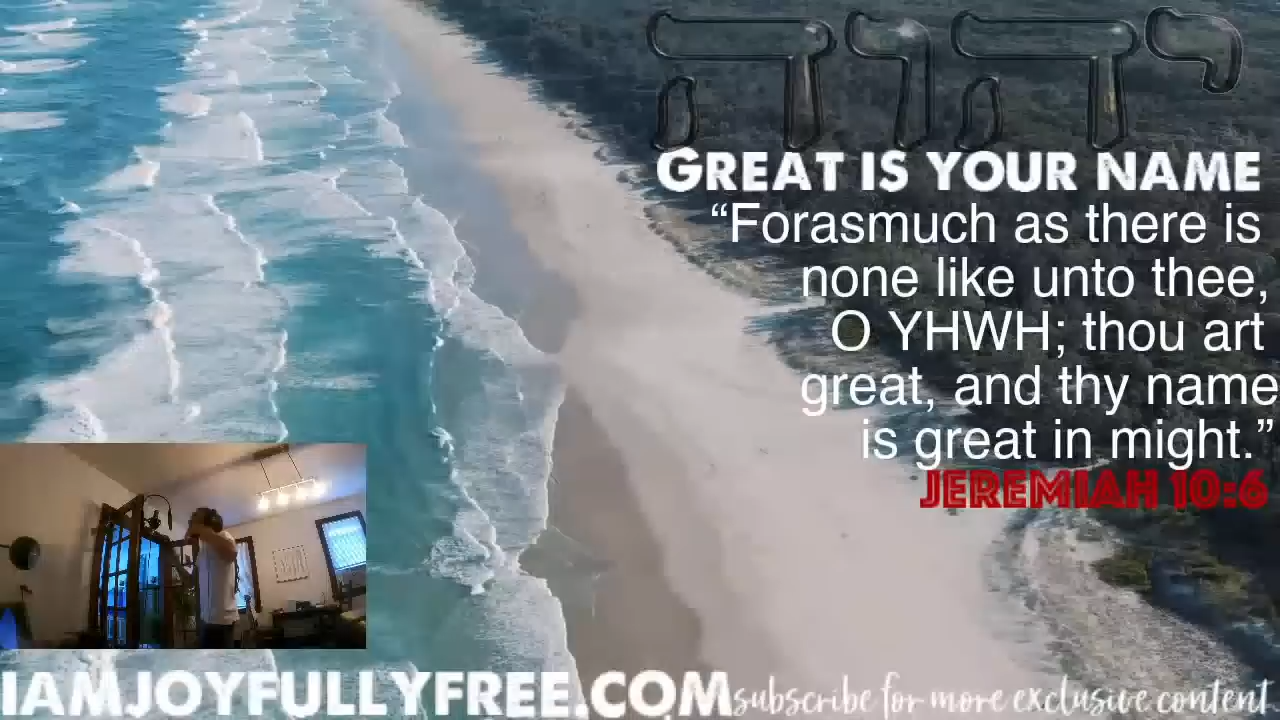 יהוה
GREAT IS YOUR NAME
“Forasmuch as there is
none like unto thee,
O YHWH; thou art
great, and thy name
is great in might.”
JEREMIAH 10:6
IAMJOYFULLYFREE.COM
subscribe for more exclusive content